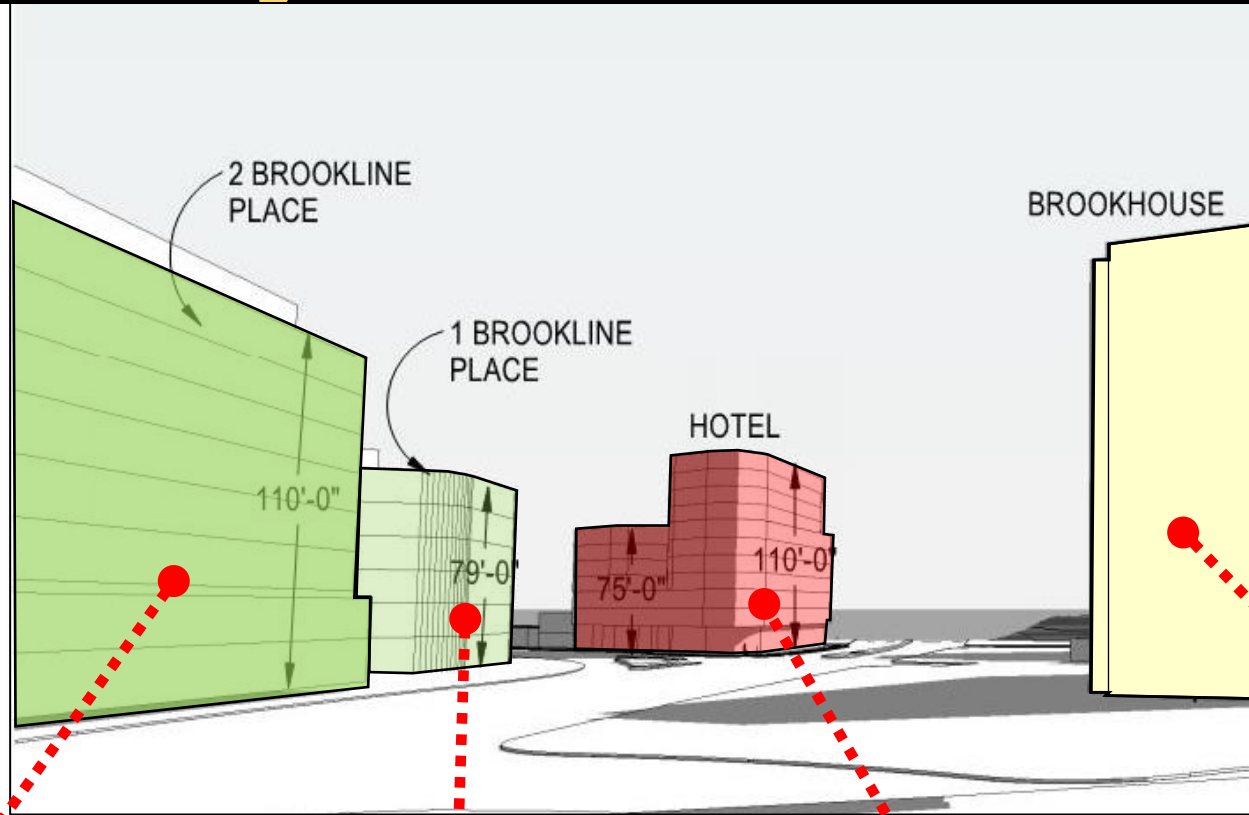 2 BROOKLINE
PLACE
BROOKHOUSE
1 BROOKLINE
PLACE
HOTEL
110'-0"
79'-0"
75'-0"
110'-0"